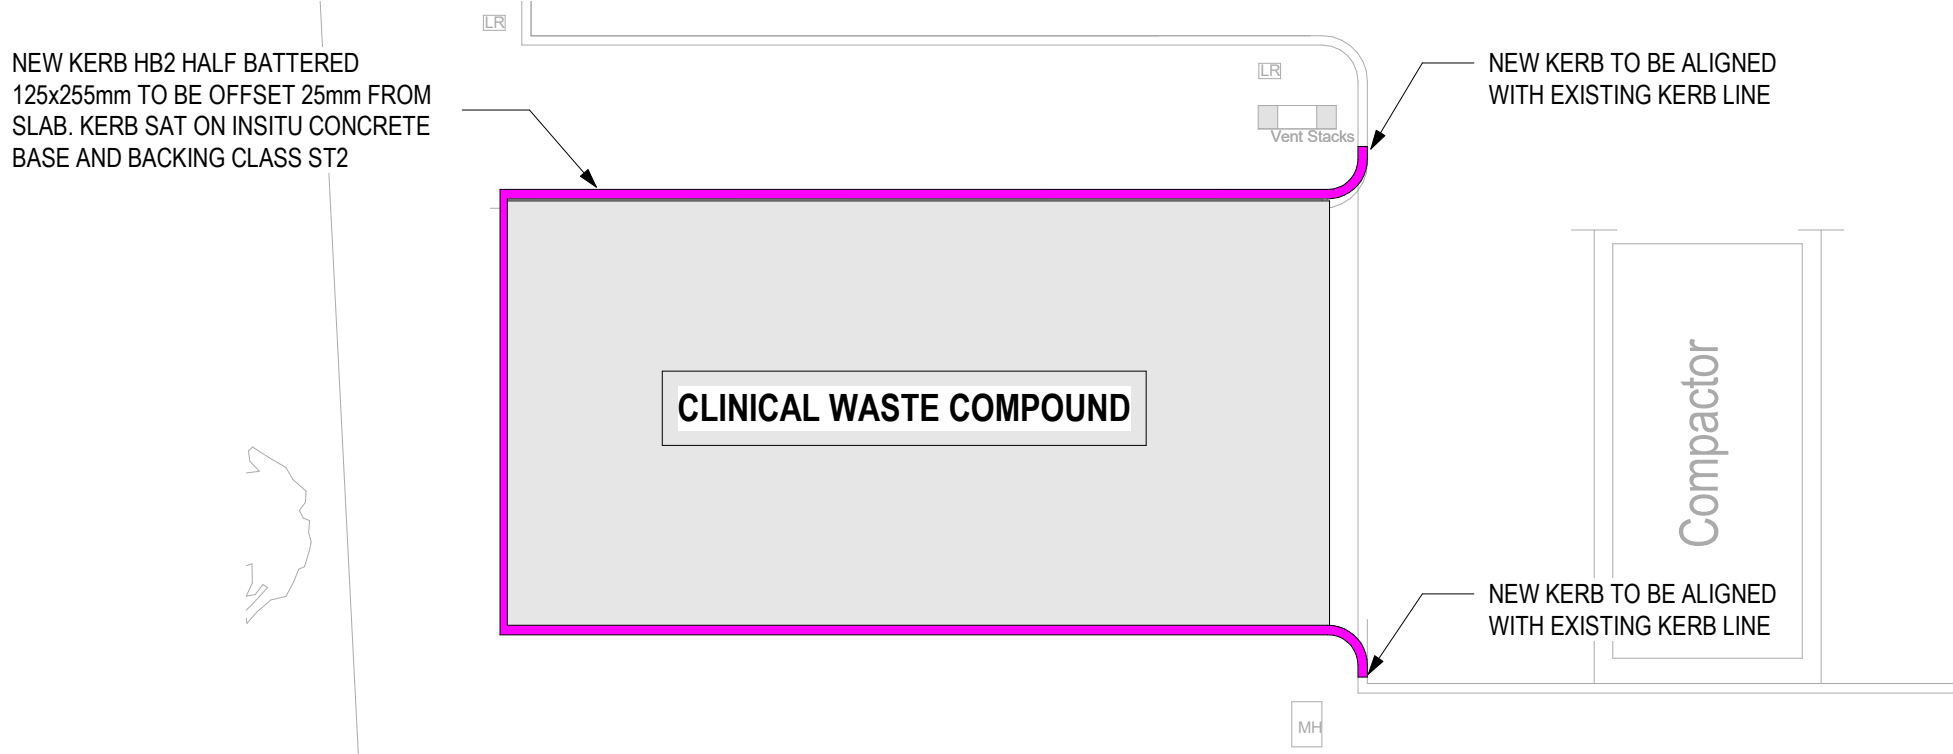 LR
NEW KERB HB2 HALF BATTERED
125x255mm TO BE OFFSET 25mm FROM
SLAB. KERB SAT ON INSITU CONCRETE
BASE AND BACKING CLASS ST2
LR
Vent Stacks
NEW KERB TO BE ALIGNED
WITH EXISTING KERB LINE
CLINICAL WASTE COMPOUND
Compactor
NEW KERB TO BE ALIGNED
WITH EXISTING KERB LINE
MH